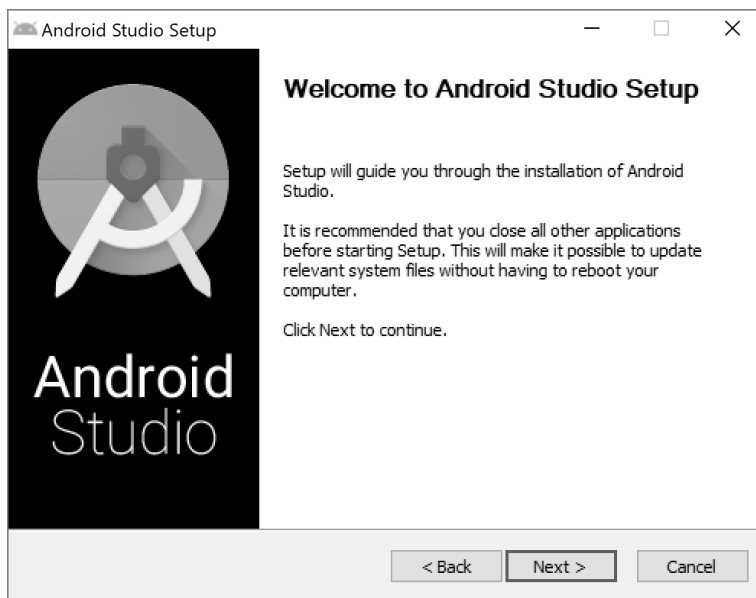 Android Studio Setup
Welcome to Android Studio Setup
Setup will guide you through the installation of Android
Studio.
It is recommended that you close all other applications
before starting Setup. This will make it possible to update
relevant system files without having to reboot your
computer.
Click Next to continue.
Android
Studio
< Back
Next >
Cancel